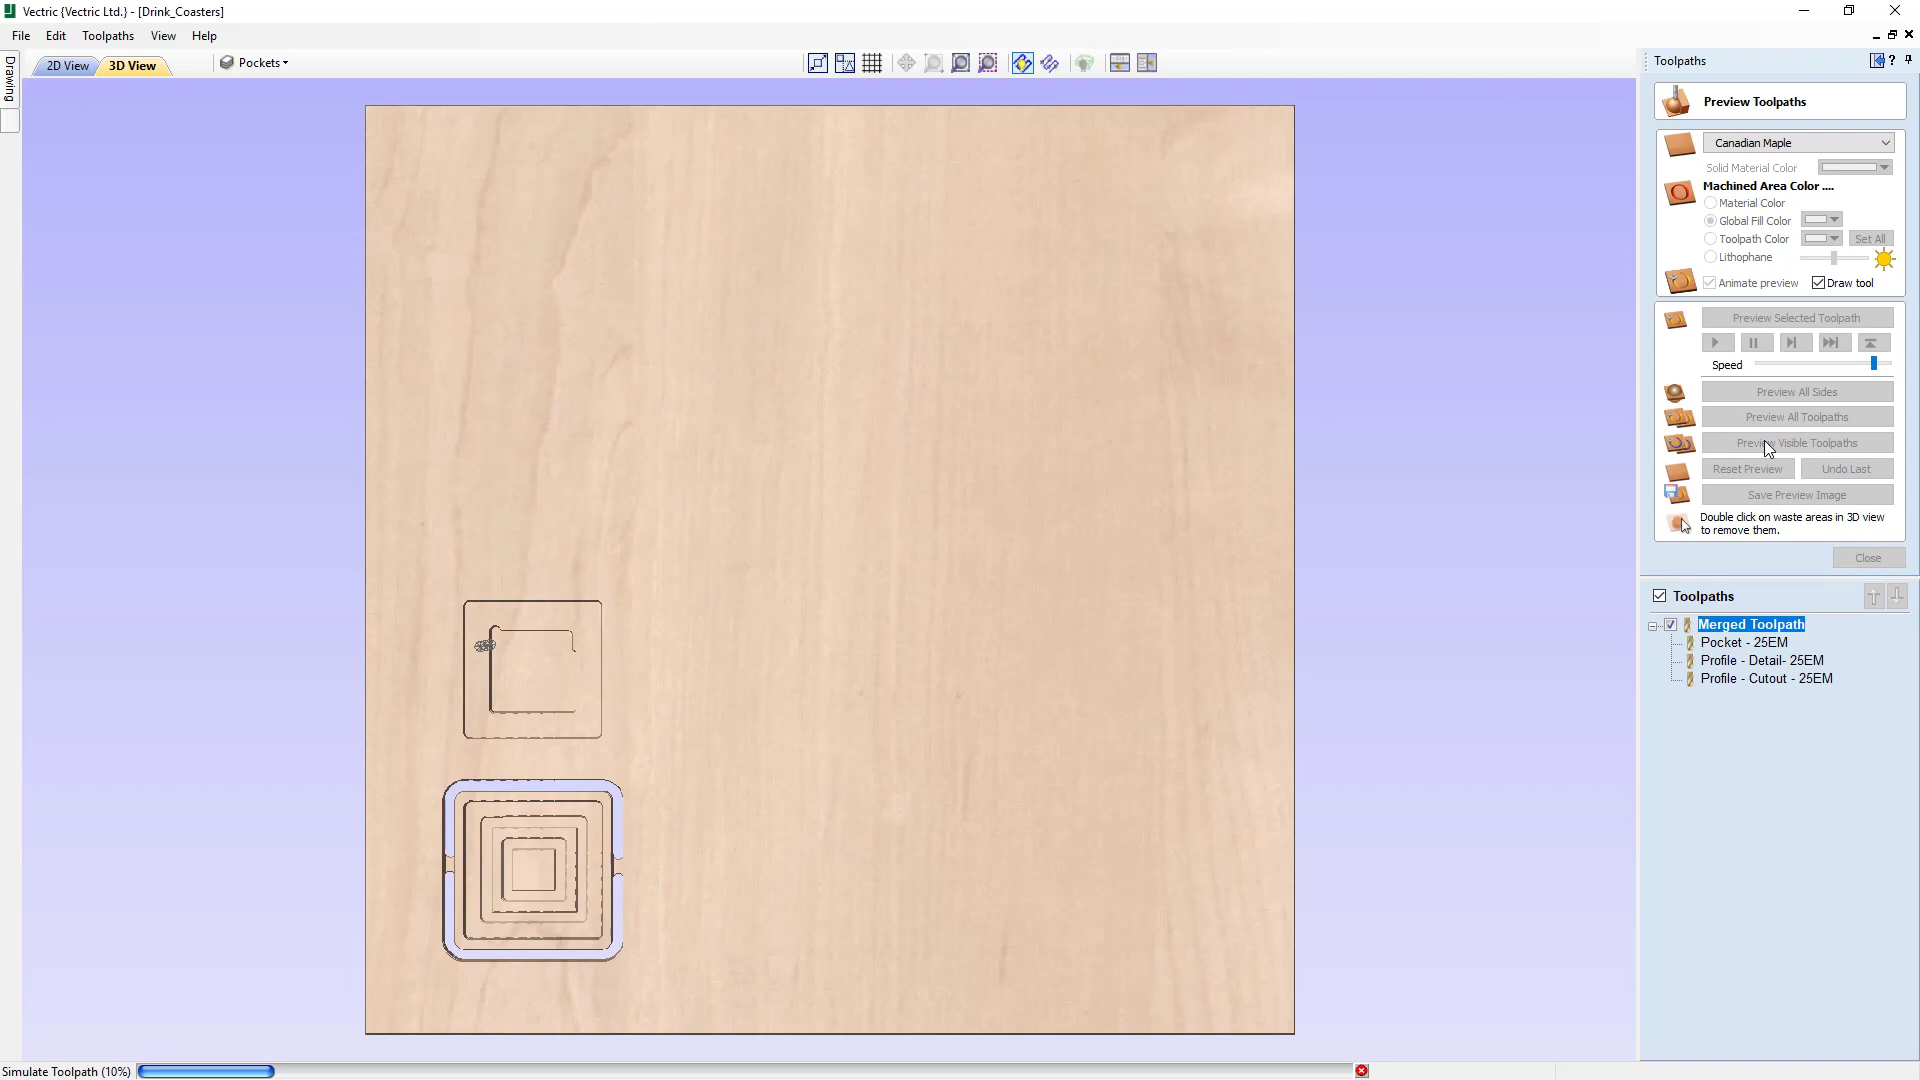 Vectric {Vectric Ltd.} - [Drink_Coasters]
File Edit Toolpaths View Help
Drawing
2D View 3D View Pockets
Toolpaths
Preview Toolpaths
Canadian Maple
Solid Material Color
Machined Area Color ....
Material Color
Global Fill Color
Toolpath Color Set All
Lithophane
Animate preview Draw tool
Preview Selected Toolpath
Speed
Preview All Sides
Preview All Toolpaths
Preview Visible Toolpaths
Reset Preview Undo Last
Save Preview Image
Double click on waste areas in 3D view
to remove them.
Close
Toolpaths
Merged Toolpath
Pocket - 25EM
Profile - Detail- 25EM
Profile - Cutout - 25EM
Simulate Toolpath (10%)